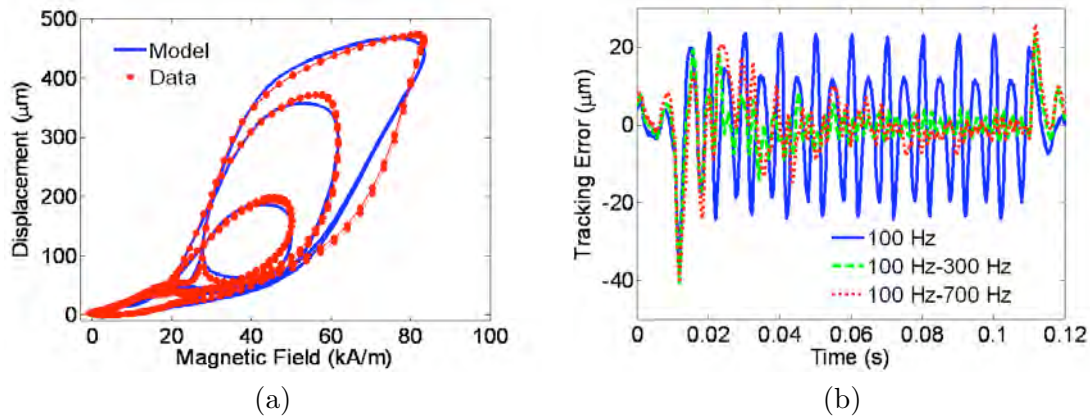 500
400
300
200
100
0
Displacement (μm)
Model
Data
0
20
40
60
80
100
Magnetic Field (kA/m)
(a)
20
0
-20
-40
Tracking Error (μm)
100 Hz
100 Hz-300 Hz
100 Hz-700 Hz
0
0.02
0.04
0.06
0.08
0.1
0.12
Time (s)
(b)